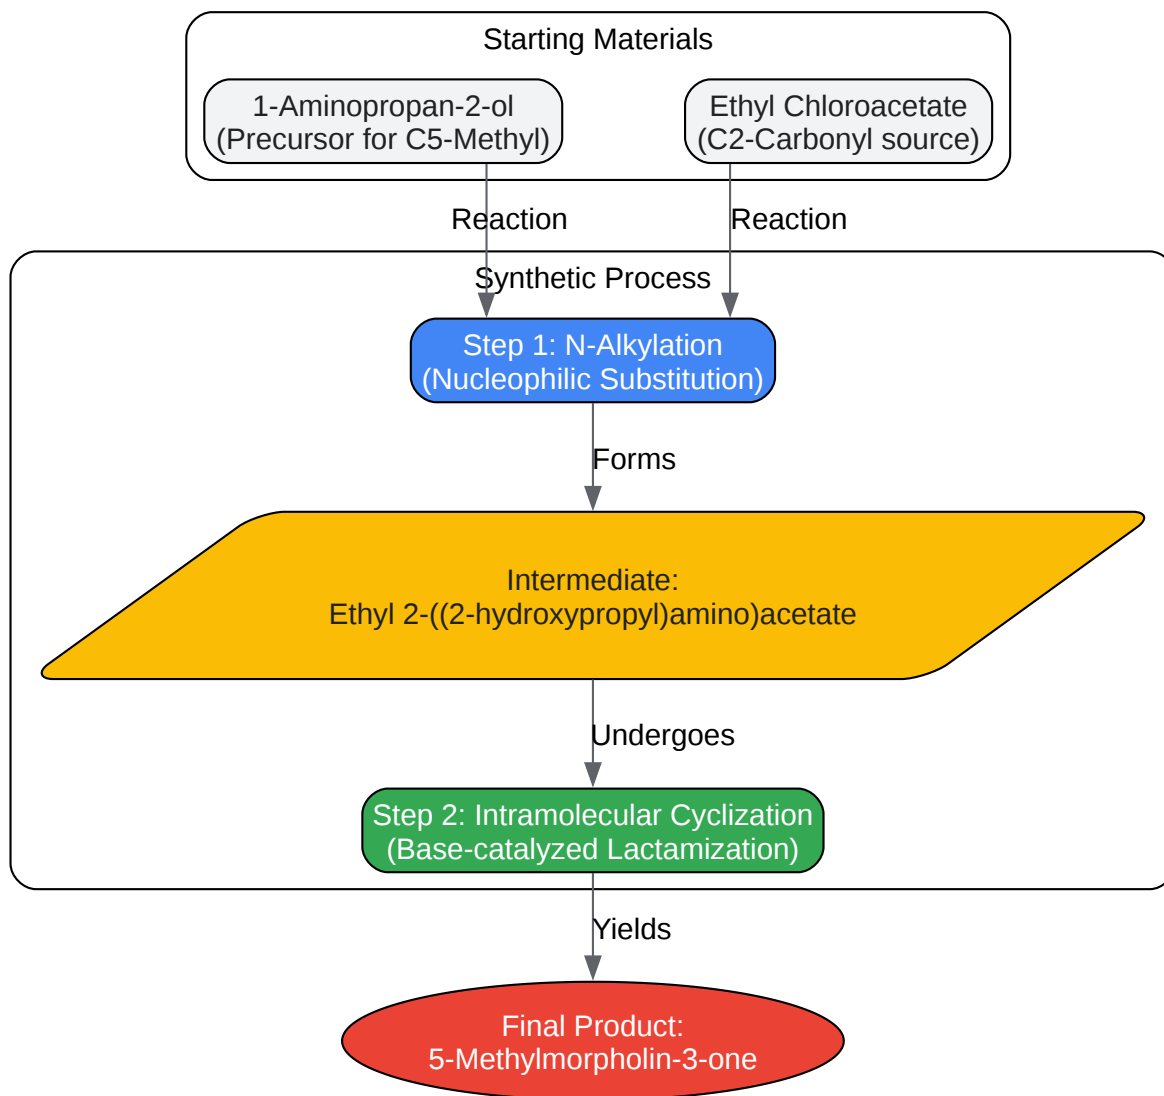 Starting Materials
1-Aminopropan-2-ol
(Precursor for C5-Methyl)
Ethyl Chloroacetate
(C2-Carbonyl source)
Reaction
Reaction
Synthetic Process
Step 1: N-Alkylation
(Nucleophilic Substitution)
Forms
Intermediate:
Ethyl 2-((2-hydroxypropyl)amino)acetate
Undergoes
Step 2: Intramolecular Cyclization
(Base-catalyzed Lactamization)
Yields
Final Product:
5-Methylmorpholin-3-one